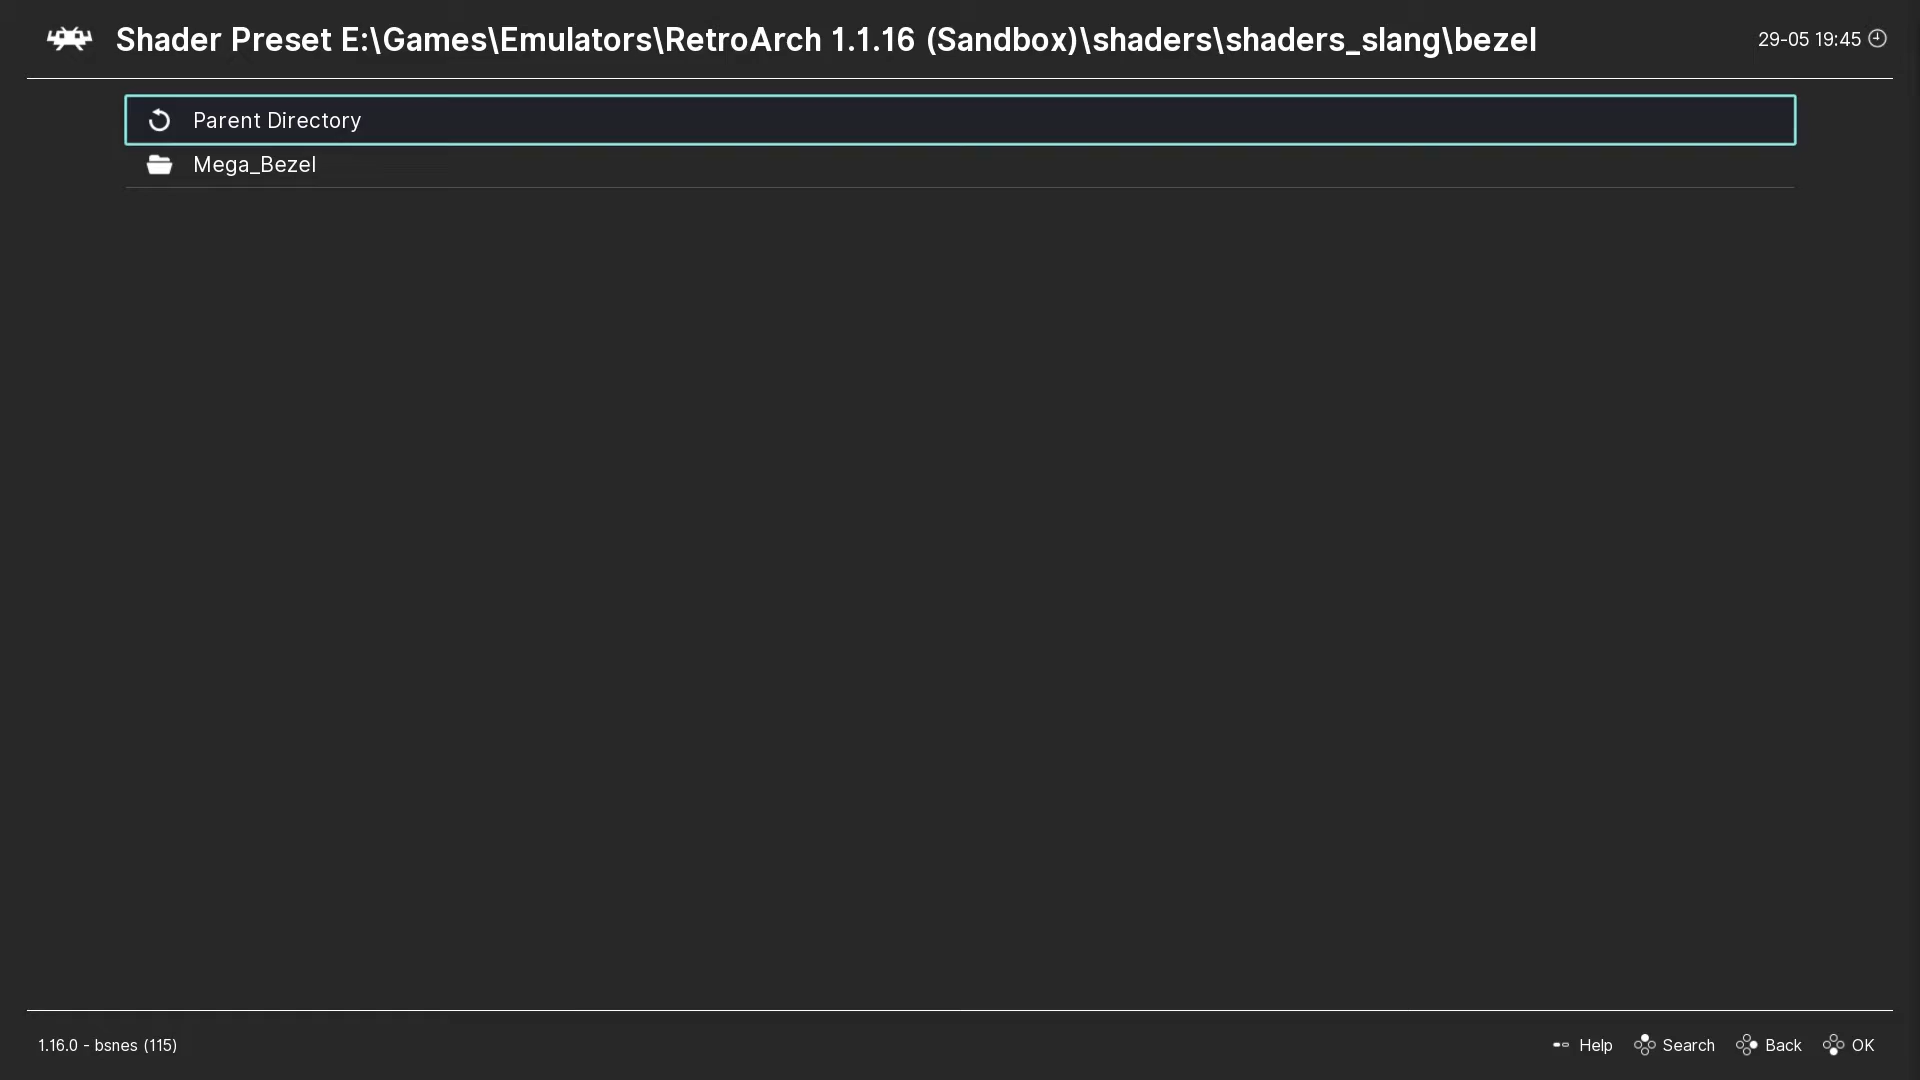 Shader Preset E:\Games\Emulators\RetroArch 1.1.16 (Sandbox)\shaders\shaders_slang\bezel
29-05 19:45
Parent Directory
Mega_Bezel
1.16.0 - bsnes (115)
Help Search Back OK